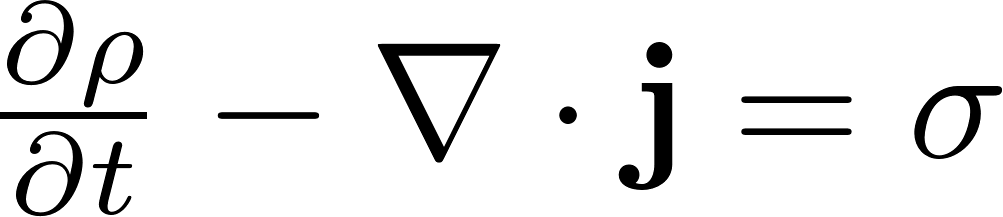 ∂ρ/∂t − ∇ · 𝐣 = σ